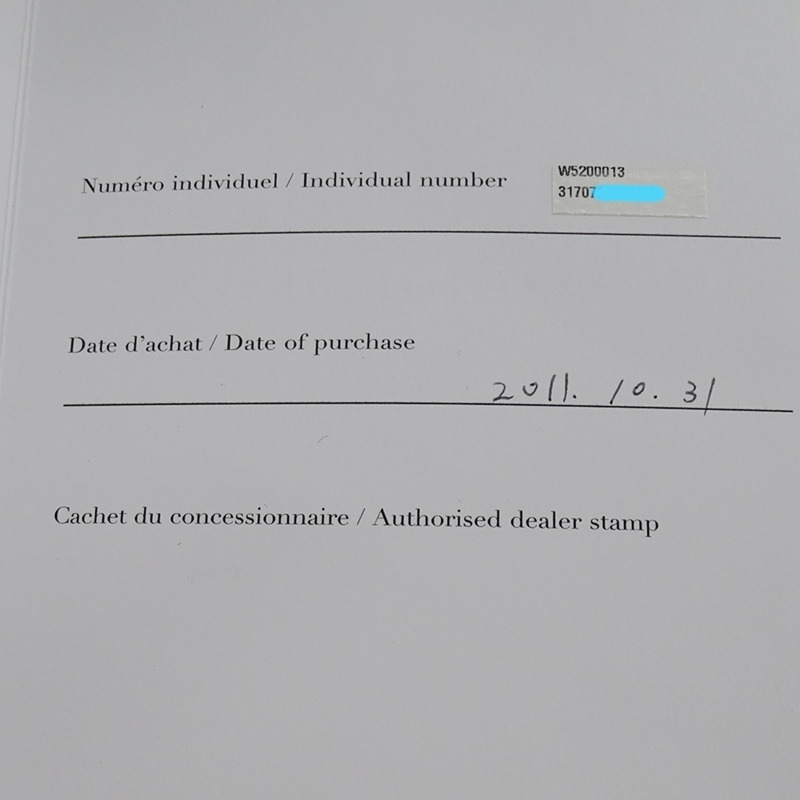 Numéro individuel / Individual number
W5200013
31707
Date d'achat / Date of purchase
2011. 10. 31
Cachet du concessionnaire / Authorised dealer stamp